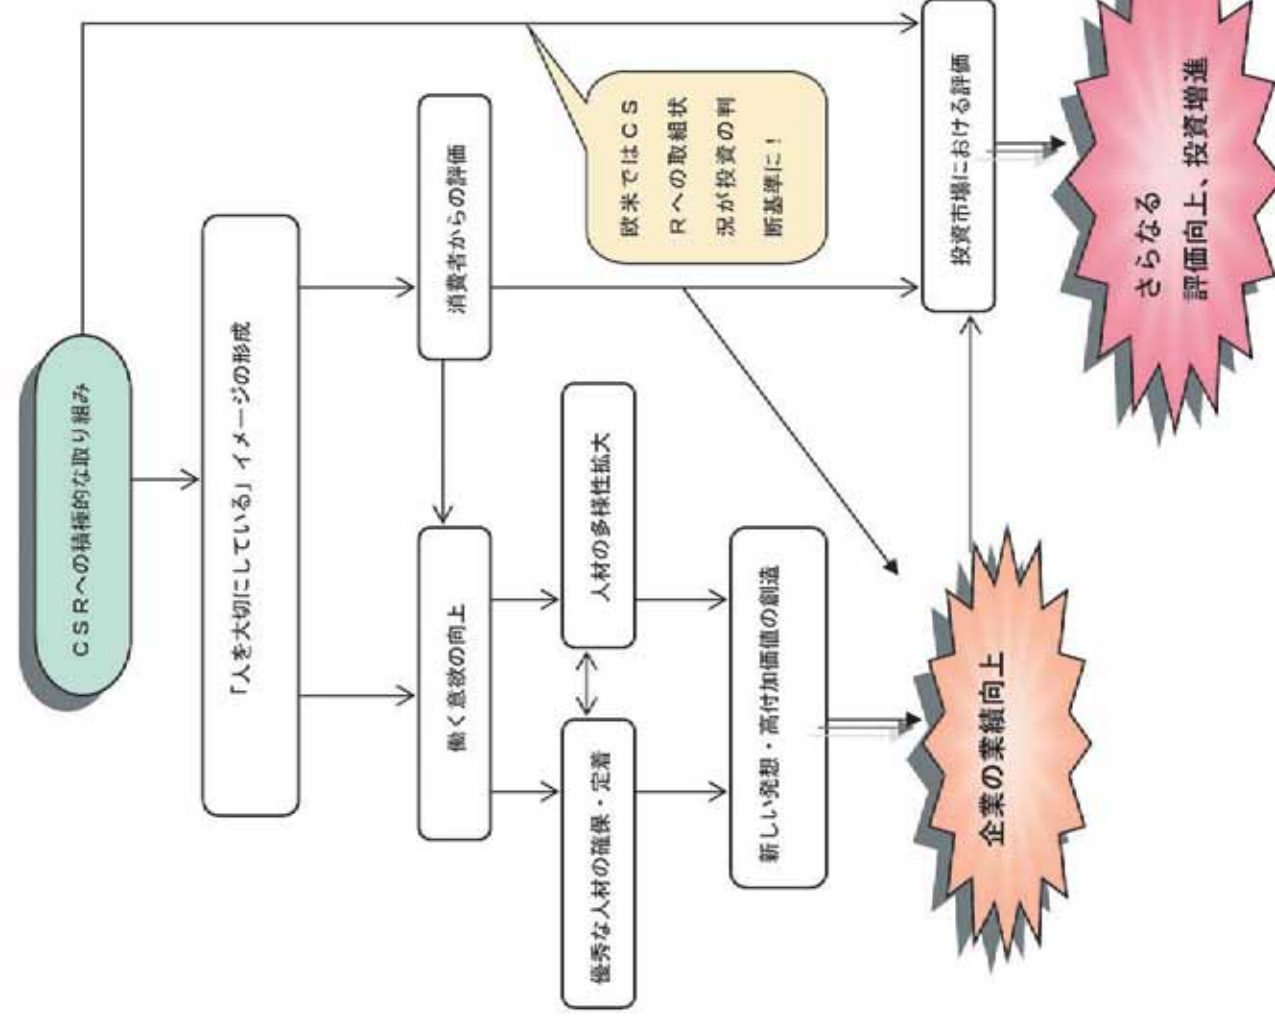 CSRへの積極的な取り組み
「人を大切にしている」イメージの形成
働く意欲の向上
消費者からの評価
優秀な人材の確保・定着
人材の多様性拡大
欧米ではCS
Rへの取組状
況が投資の判
断基準に！
新しい発想・高付加価値の創造
投資市場における評価
企業の業績向上
さらなる
評価向上、投資増進